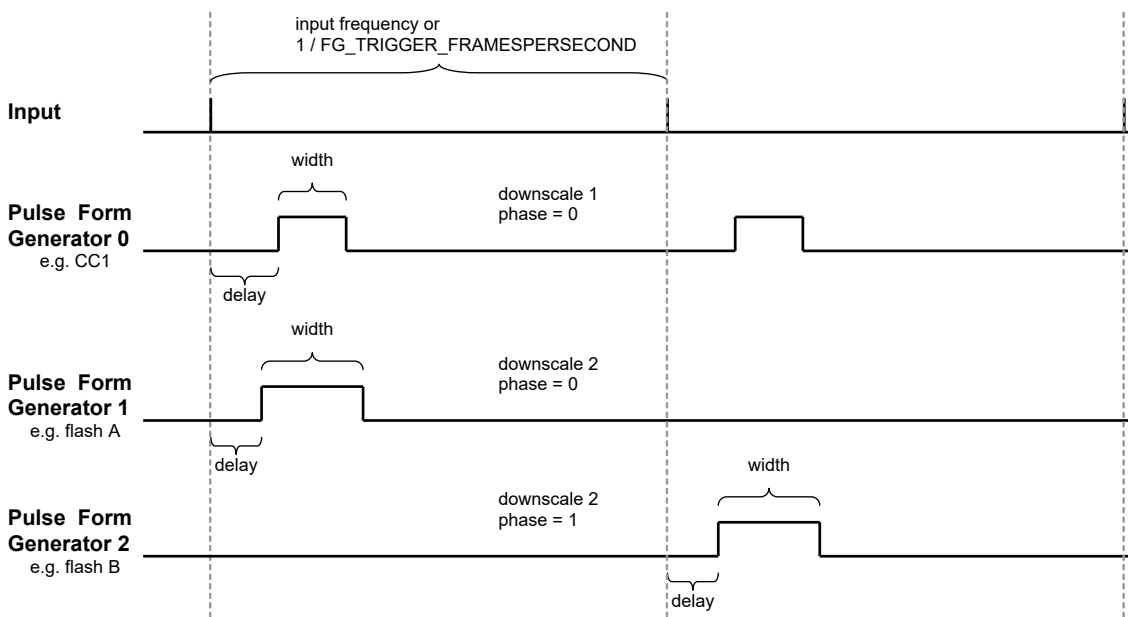 input frequency or
1 / FG_TRIGGER_FRAMESPERSECOND
Input
width
downscale 1
phase = 0
Pulse Form
Generator 0
e.g. CC1
delay
width
downscale 2
phase = 0
Pulse Form
Generator 1
e.g. flash A
delay
width
downscale 2
phase = 1
Pulse Form
Generator 2
e.g. flash B
delay